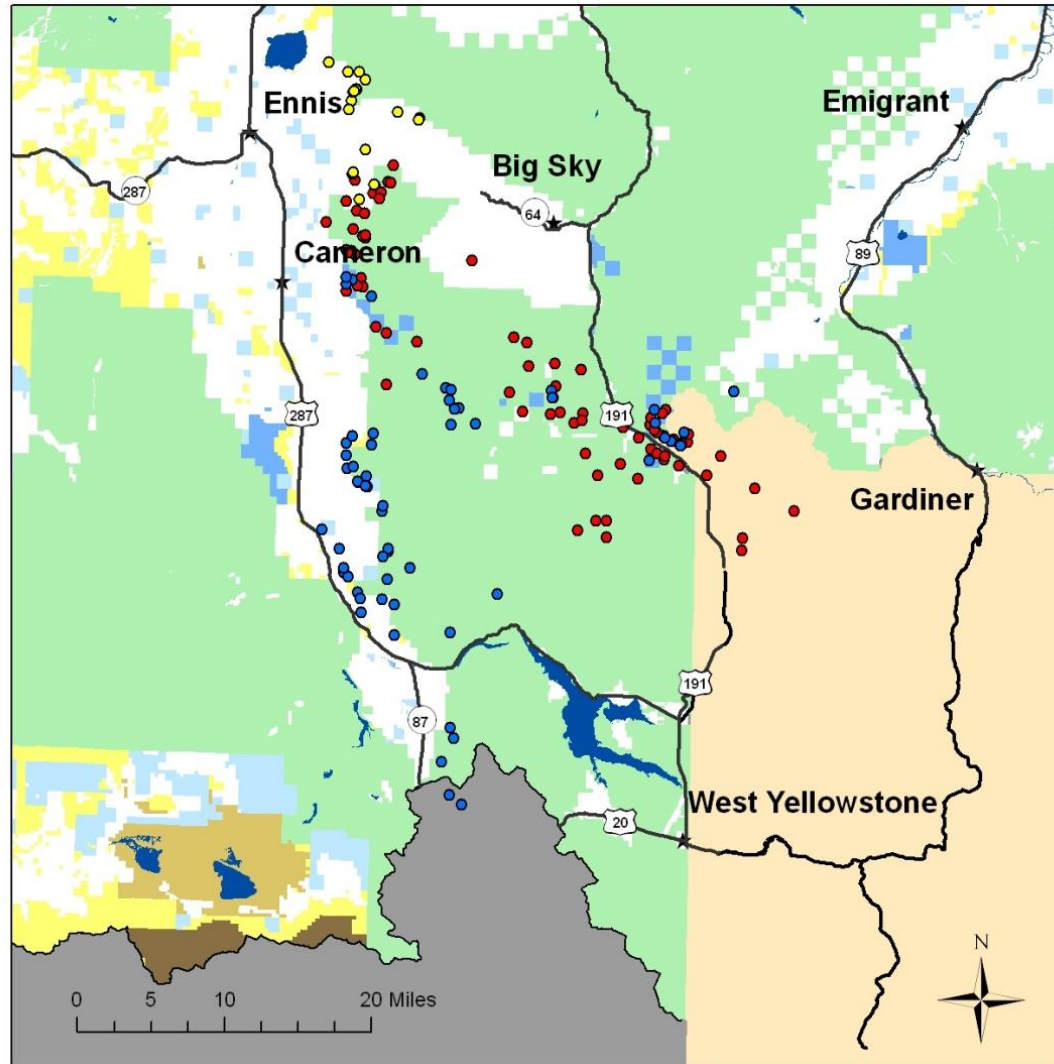 Ennis
Emigrant
287
Big Sky
64
Cameron
89
287
191
Gardiner
191
87
West Yellowstone
20
N
0 5 10 20 Miles